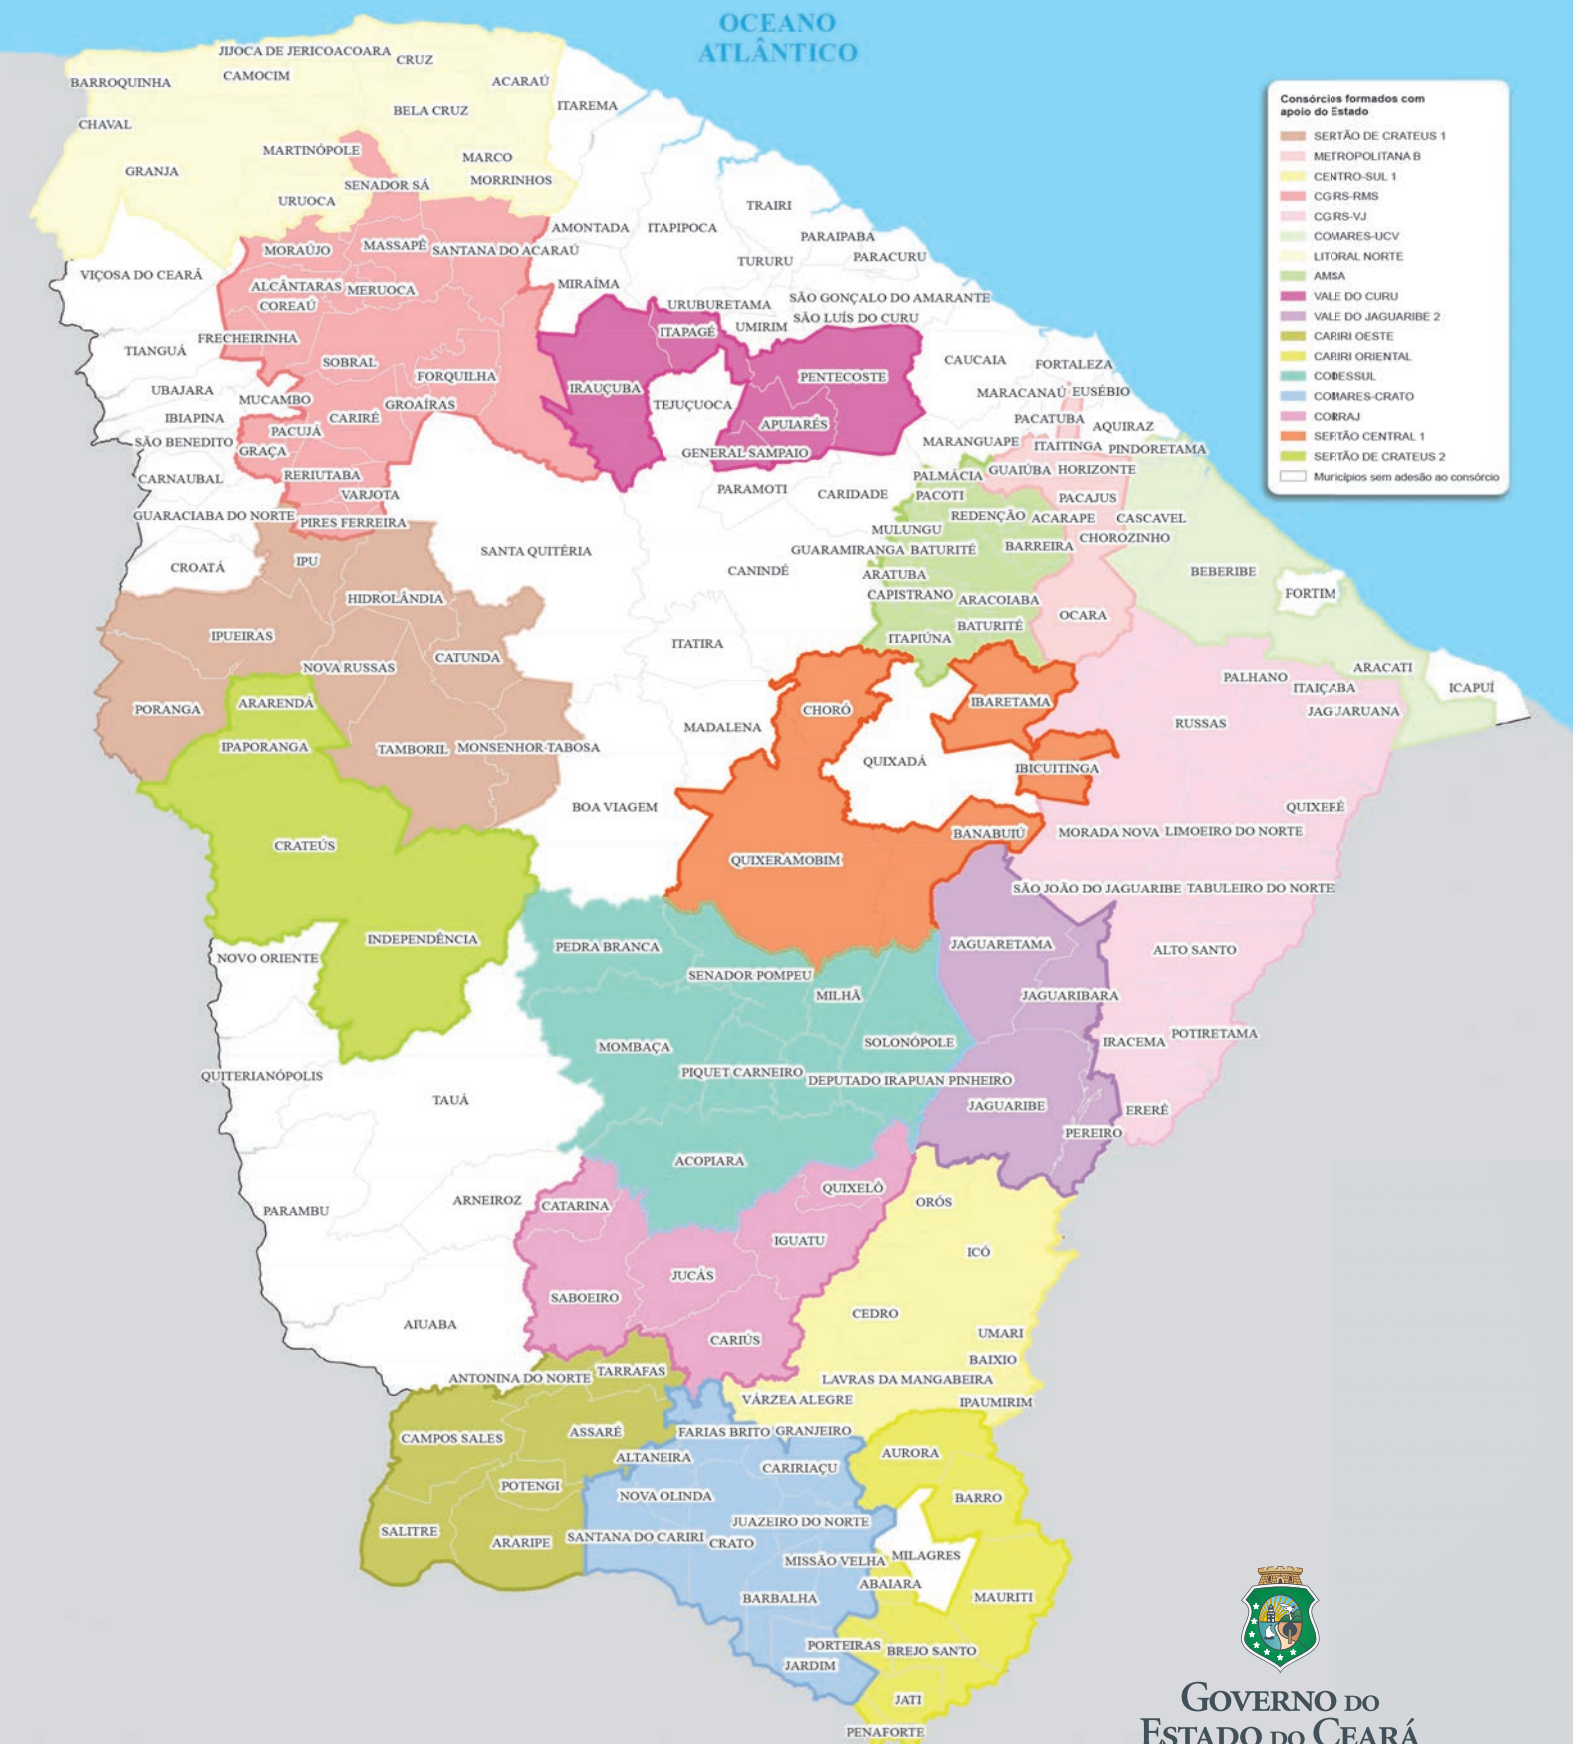 OCEANO
ATLÂNTICO
Consórcios formados com
apoio do Estado
SERTÃO DE CRATEUS 1
METROPOLITANA B
CENTRO-SUL 1
CGRS-RMS
CGRS-VJ
COMARES-UCV
LITORAL NORTE
AMSA
VALE DO CURU
VALE DO JAGUARIBE 2
CARIRI OESTE
CARIRI ORIENTAL
CODESSUL
COMARES-CRATO
CORRAJ
SERTÃO CENTRAL 1
SERTÃO DE CRATEUS 2
Municípios sem adesão ao consórcio
JIJOCA DE JERICOACOARA
CRUZ
BARROQUINHA
CAMOCIM
ACARAÚ
ITAREMA
BELA CRUZ
CHAVAL
MARTINÓPOLE
MARCO
GRANJA
SENADOR SÁ
MORRINHOS
URUOCA
TRAIRI
AMONTADA
ITAPIPOCA
PARAIPABA
MORAÚJO
MASSAPÊ
SANTANA DO ACARAÚ
TURURU
PARACURU
VIÇOSA DO CEARÁ
ALCÂNTARAS
MERUOCA
MIRAÍMA
COREAÚ
URUBURETAMA
SÃO GONÇALO DO AMARANTE
SÃO LUÍS DO CURU
FRECHEIRINHA
ITAPAGÉ
UMIRIM
TIANGUÁ
SOBRAL
CAUCAIA
FORTALEZA
FORQUILHA
IRAUÇUBA
PENTECOSTE
UBAJARA
MUCAMBO
GROAÍRAS
TEJUÇUOCA
MARACANAÚ
EUSÉBIO
IBIAPINA
CARIRÉ
APUIARÉS
PACATUBA
AQUIRAZ
PACUJÁ
SÃO BENEDITO
GRAÇA
GENERAL SAMPAIO
MARANGUAPE
ITAITINGA
PINDORETAMA
CARNAUBAL
RERIUTABA
PALMÁCIA
GUAIÚBA
HORIZONTE
VARJOTA
PARAMOTI
CARIDADE
PACOTI
PACAJUS
GUARACIABA DO NORTE
PIRES FERREIRA
REDENÇÃO
ACARAPE
CASCAVEL
MULUNGU
CHOROZINHO
SANTA QUITÉRIA
GUARAMIRANGA
BATURITÉ
BARREIRA
CROATÁ
IPU
CANINDÉ
ARATUBA
BEBERIBE
HIDROLÂNDIA
CAPISTRANO
ARACOIABA
FORTIM
OCARA
IPUEIRAS
ITATIRA
ITAPIÚNA
BATURITÉ
NOVA RUSSAS
CATUNDA
PALHANO
ARACATI
ITAIÇABA
ICAPUÍ
PORANGA
ARARENDÁ
CHORÓ
IBARETAMA
JAGUARUANA
MADALENA
RUSSAS
IPAPORANGA
TAMBORIL
MONSENHOR TABOSA
QUIXADÁ
IBICUITINGA
BOA VIAGEM
QUIXERÊ
CRATEÚS
QUIXERAMOBIM
BANABUIÚ
MORADA NOVA
LIMOEIRO DO NORTE
SÃO JOÃO DO JAGUARIBE
TABULEIRO DO NORTE
INDEPENDÊNCIA
PEDRA BRANCA
JAGUARETAMA
ALTO SANTO
NOVO ORIENTE
SENADOR POMPEU
MILHÃ
JAGUARIBARA
MOMBAÇA
SOLONÓPOLE
IRACEMA
POTIRETAMA
QUITERIANÓPOLIS
PIQUET CARNEIRO
DEPUTADO IRAPUAN PINHEIRO
TAUÁ
JAGUARIBE
ERERÊ
PEREIRO
ACOPIARA
QUIXELÔ
PARAMBU
ARNEIROZ
CATARINA
ORÓS
IGUATU
ICÓ
JUCÁS
SABOEIRO
CEDRO
AIUABA
CARIÚS
UMARI
BAIXIO
ANTONINA DO NORTE
TARRAFAS
LAVRAS DA MANGABEIRA
VÁRZEA ALEGRE
IPAUMIRIM
CAMPOS SALES
ASSARÉ
FARIAS BRITO
GRANJEIRO
ALTANEIRA
CARIRIAÇU
AURORA
POTENGI
NOVA OLINDA
BARRO
SALITRE
ARARIPE
SANTANA DO CARIRI
CRATO
JUAZEIRO DO NORTE
MISSÃO VELHA
MILAGRES
ABAIARA
BARBALHA
MAURITI
PORTEIRAS
BREJO SANTO
JARDIM
JATI
PENAFORTE
GOVERNO DO
ESTADO DO CEARÁ